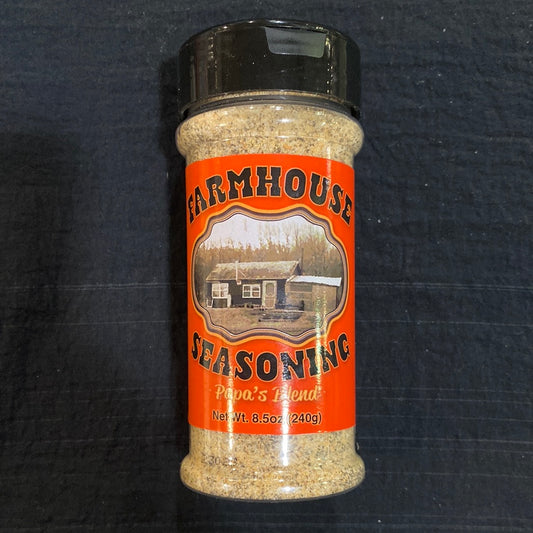 FARMHOUSE
SEASONING
Papa's Blend
Net Wt. 8.5oz (240g)